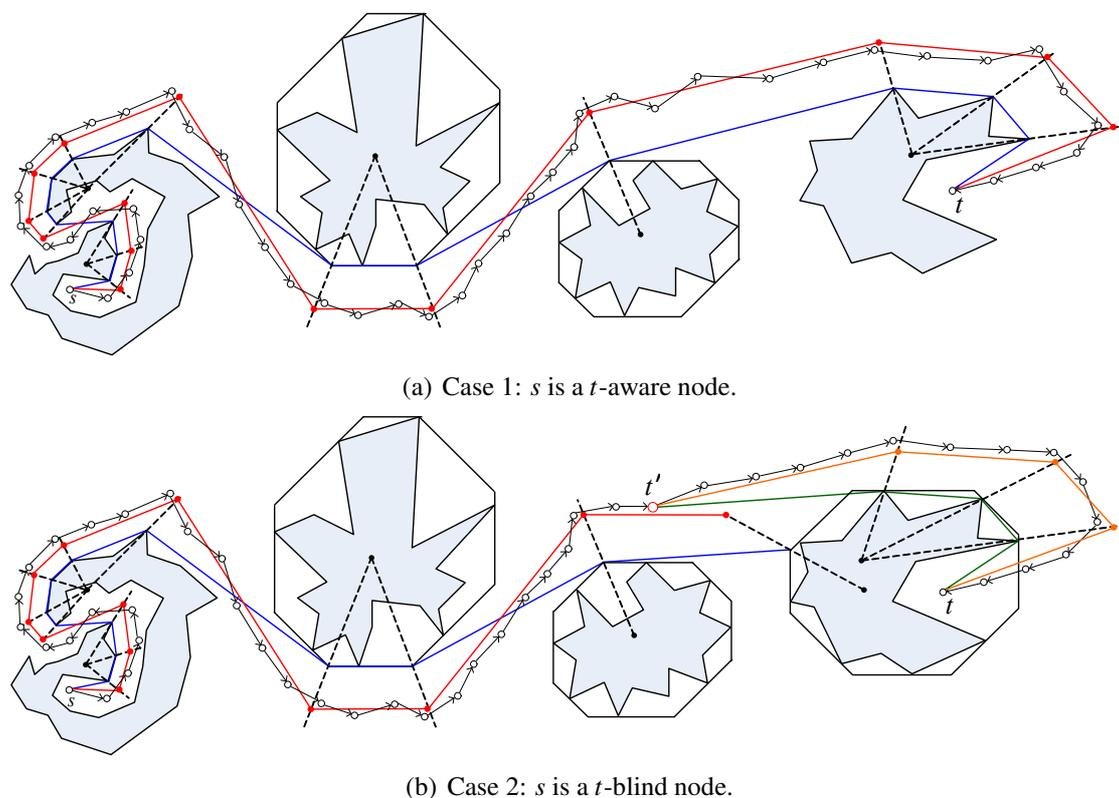 t
s
(a) Case 1: s is a t-aware node.
t′
t
s
(b) Case 2: s is a t-blind node.